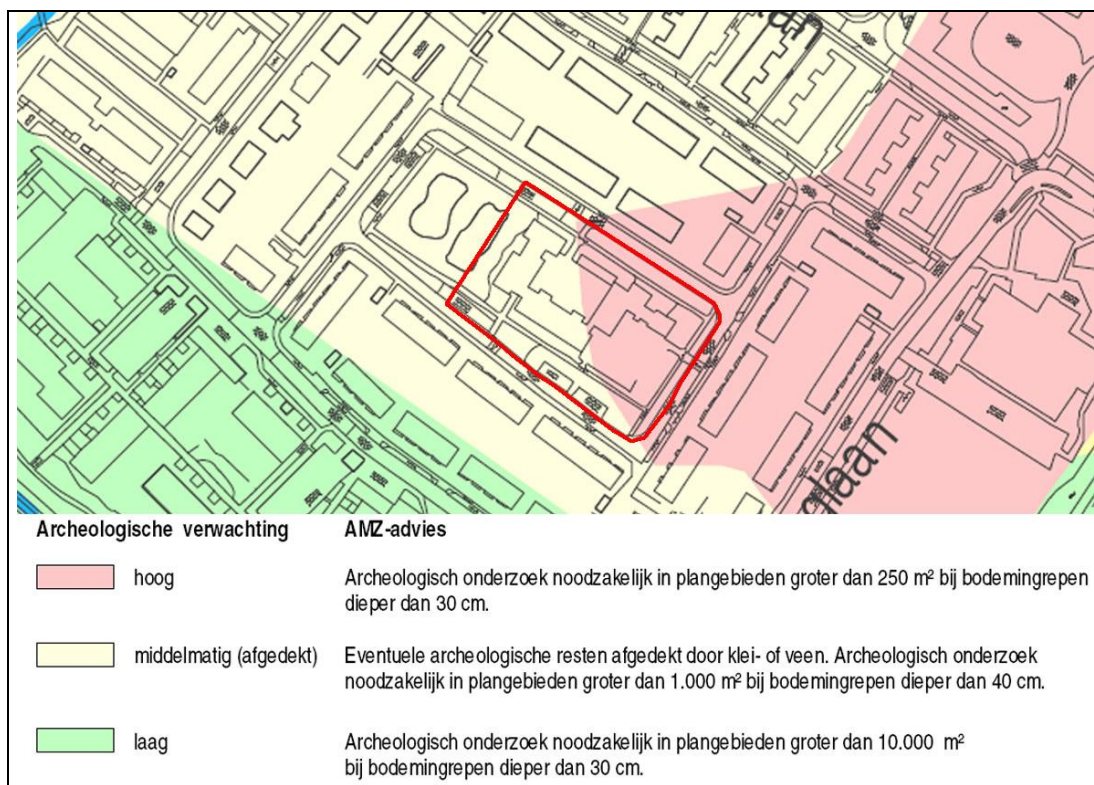 laan
glaan
Archeologische verwachting
AMZ-advies
hoog
Archeologisch onderzoek noodzakelijk in plangebieden groter dan 250 m² bij bodemingrepen
dieper dan 30 cm.
middelmatig (afgedekt)
Eventuele archeologische resten afgedekt door klei- of veen. Archeologisch onderzoek
noodzakelijk in plangebieden groter dan 1.000 m² bij bodemingrepen dieper dan 40 cm.
laag
Archeologisch onderzoek noodzakelijk in plangebieden groter dan 10.000 m²
bij bodemingrepen dieper dan 30 cm.